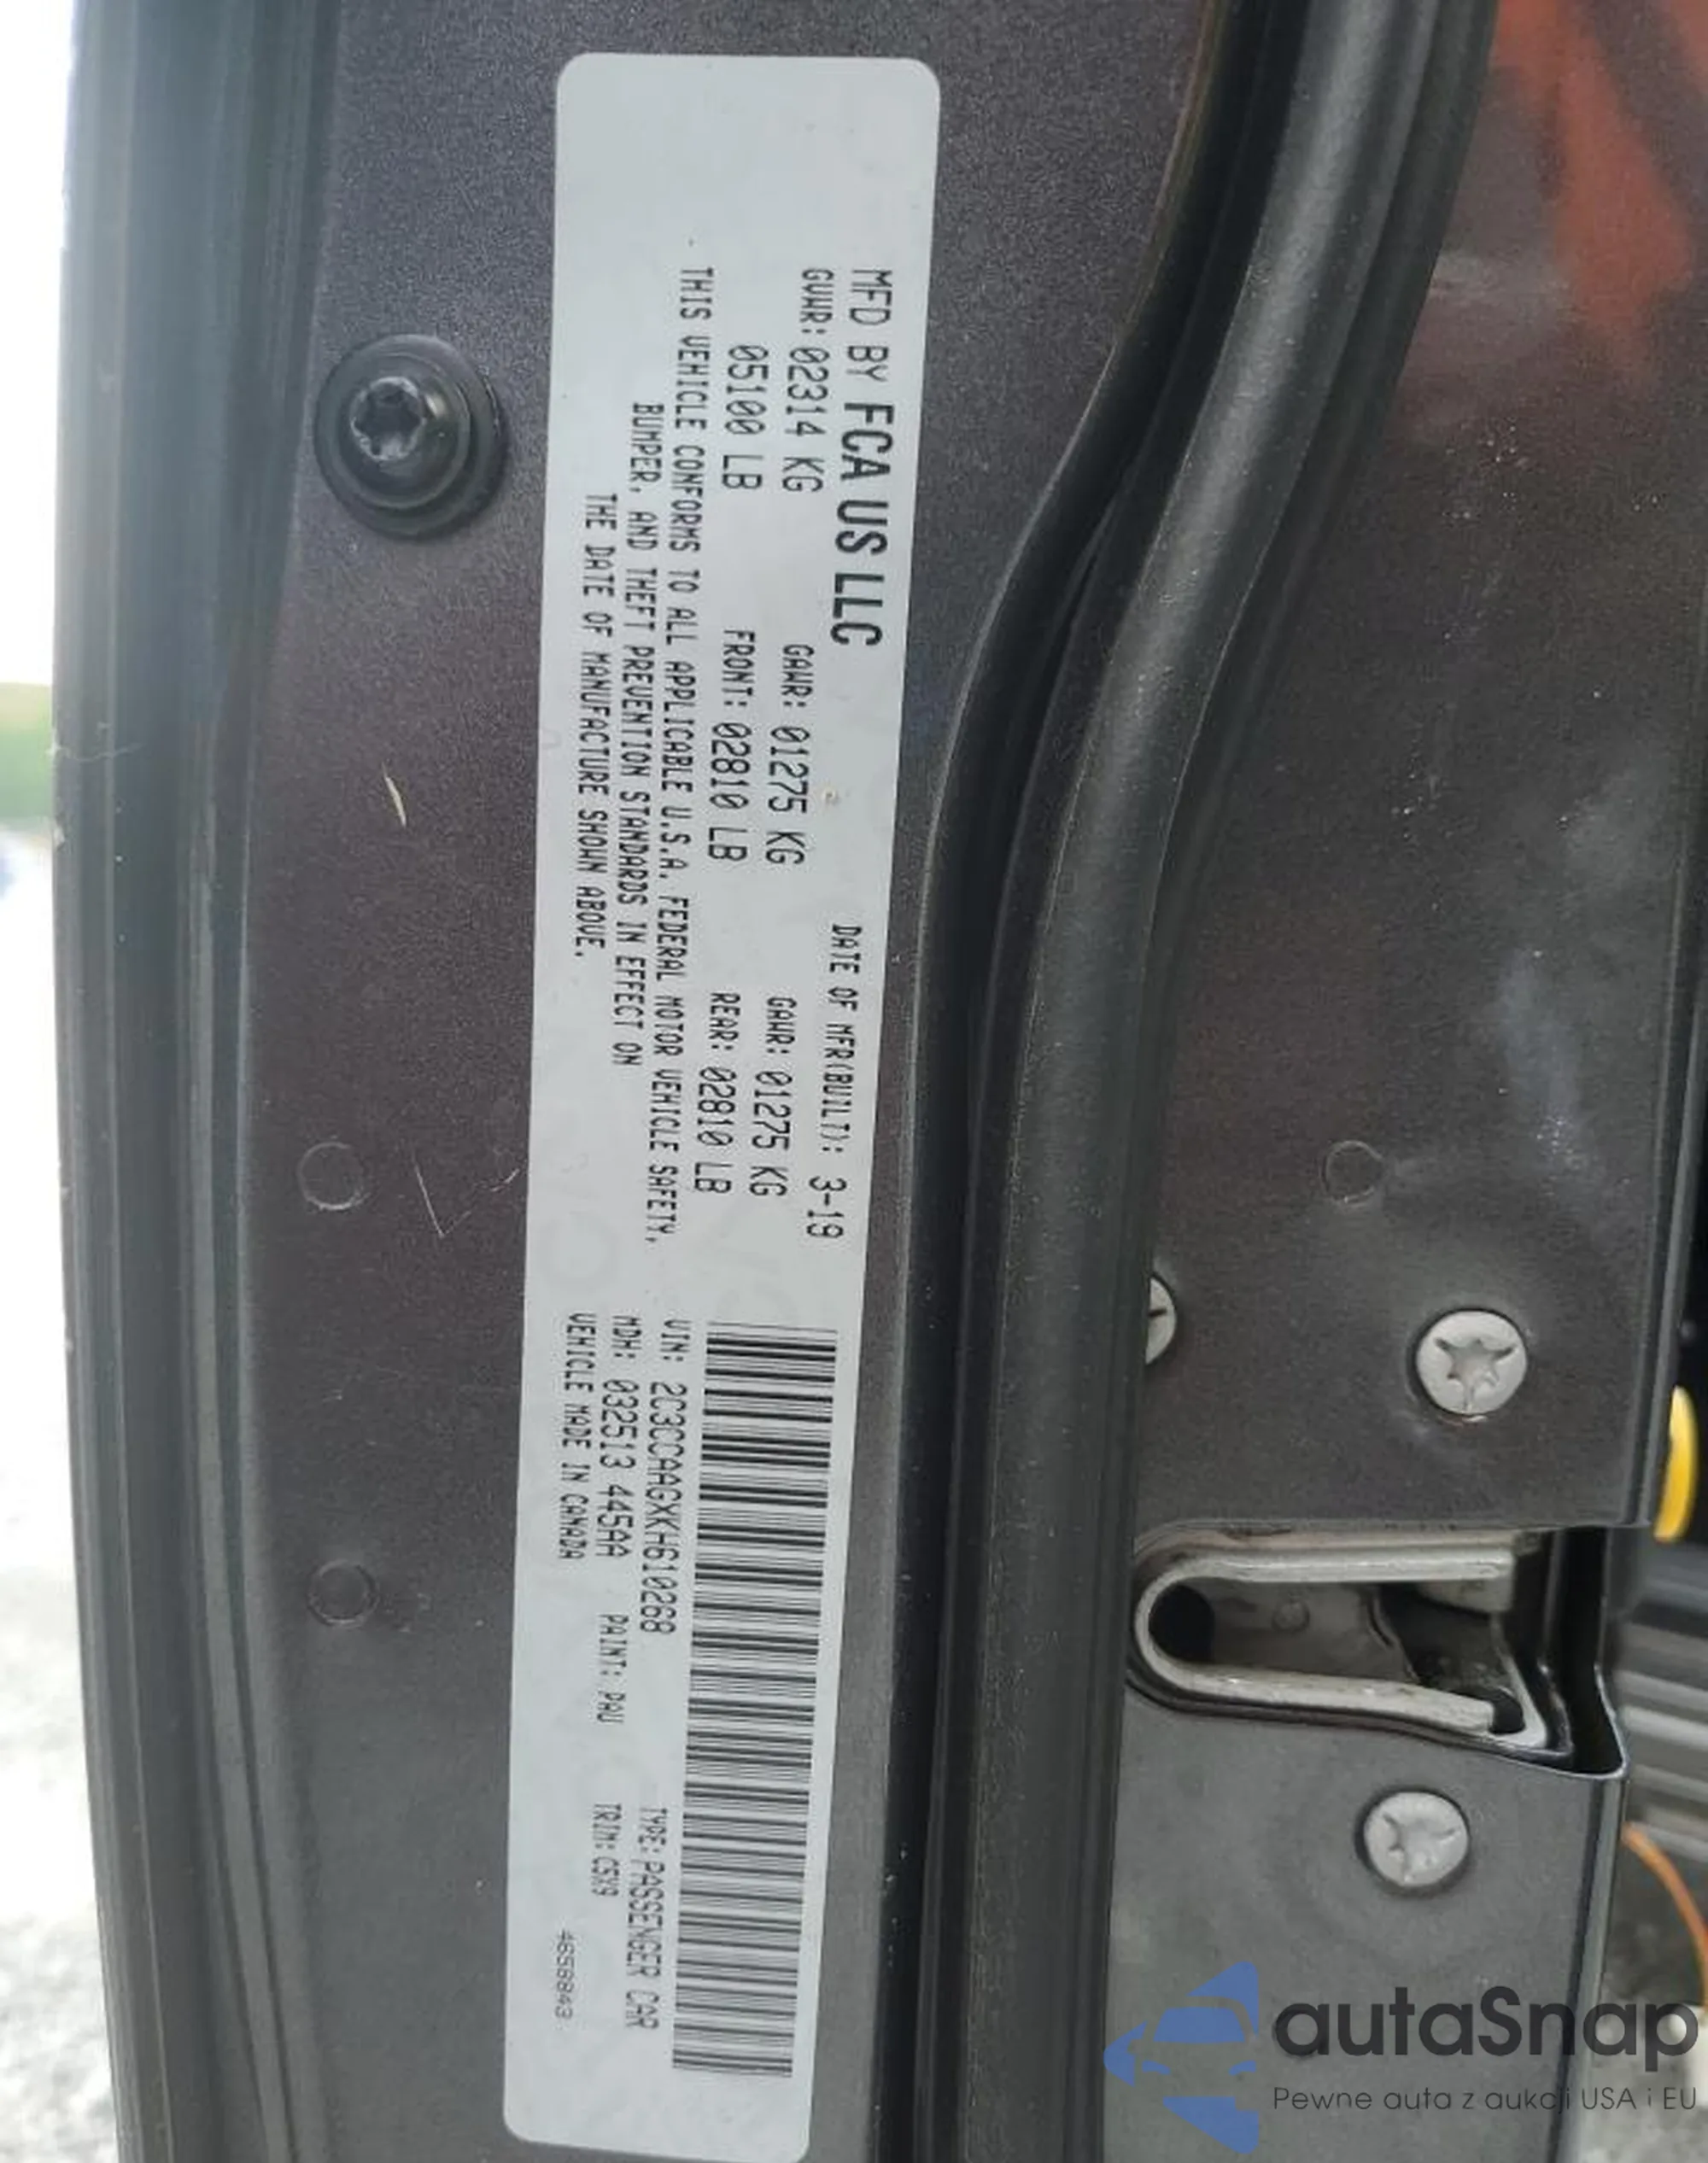 MFD BY FCA US LLC
DATE OF MFR(BUILT): 3-19
GVWR: 02314 KG
GAWR: 01275 KG
GAWR: 01275 KG
05100 LB
FRONT: 02810 LB
REAR: 02810 LB
THIS VEHICLE CONFORMS TO ALL APPLICABLE U.S.A. FEDERAL MOTOR VEHICLE SAFETY,
BUMPER, AND THEFT PREVENTION STANDARDS IN EFFECT ON
THE DATE OF MANUFACTURE SHOWN ABOVE.
VIN: 2C3CCAAGXKH610268
TYPE: PASSENGER CAR
MDH: 032513 445AA
PAINT: PAU
TRIM: C5X9
VEHICLE MADE IN CANADA
4658843
autaSnap
Pewne auta z aukcji USA i EU